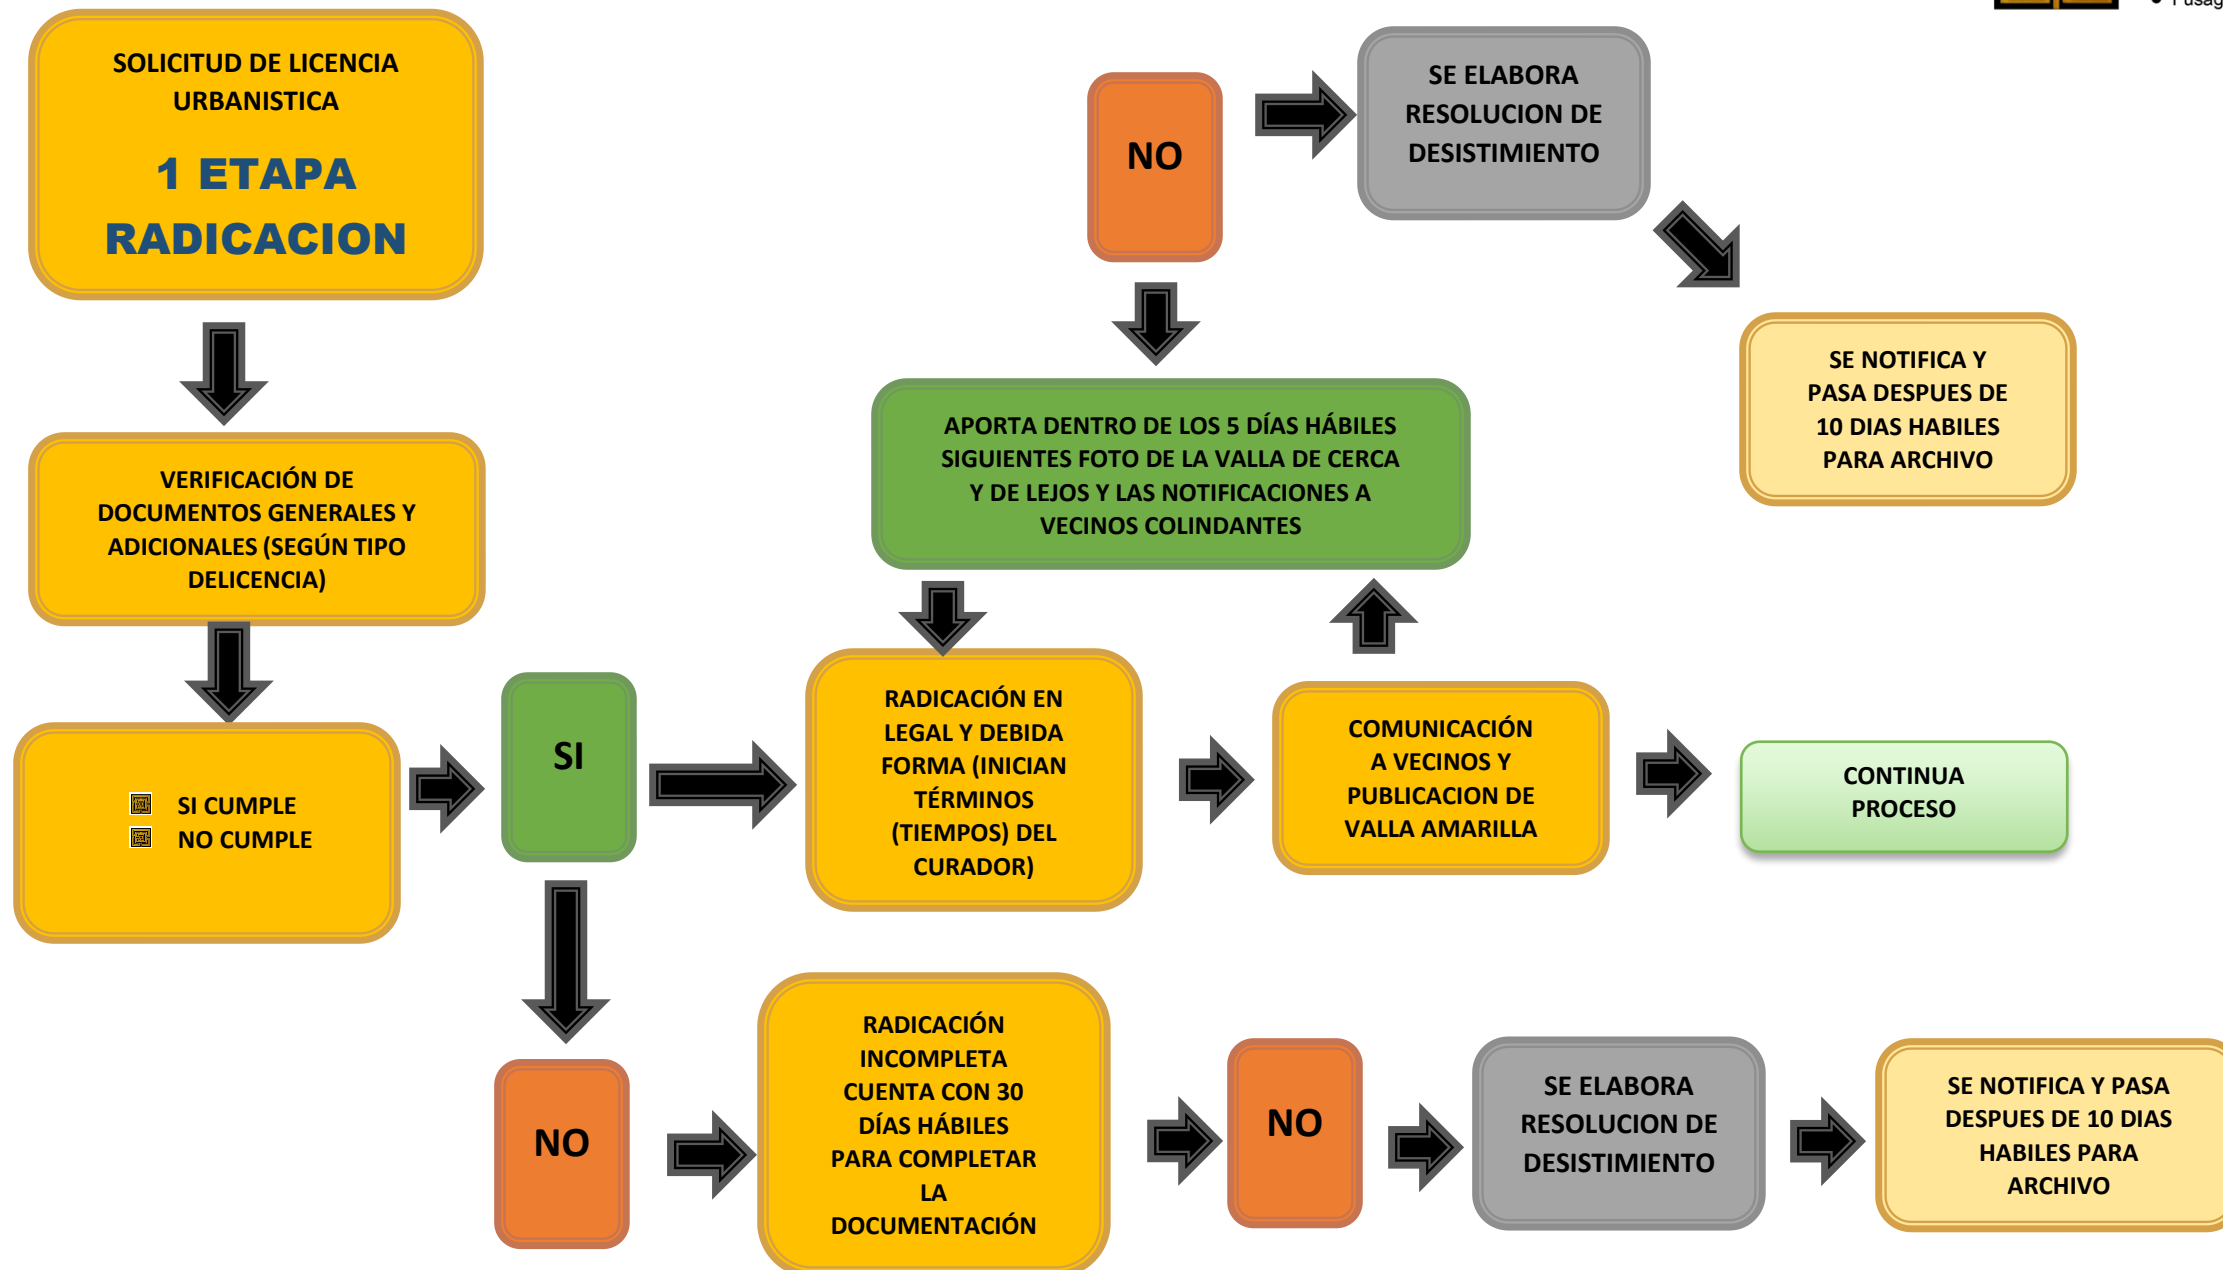 SOLICITUD DE LICENCIA
URBANISTICA
1 ETAPA
RADICACION
VERIFICACIÓN DE
DOCUMENTOS GENERALES Y
ADICIONALES (SEGÚN TIPO
DELICENCIA)
SI CUMPLE
NO CUMPLE
SI
NO
RADICACIÓN EN
LEGAL Y DEBIDA
FORMA (INICIAN
TÉRMINOS
(TIEMPOS) DEL
CURADOR)
COMUNICACIÓN
A VECINOS Y
PUBLICACION DE
VALLA AMARILLA
CONTINUA
PROCESO
APORTA DENTRO DE LOS 5 DÍAS HÁBILES
SIGUIENTES FOTO DE LA VALLA DE CERCA
Y DE LEJOS Y LAS NOTIFICACIONES A
VECINOS COLINDANTES
NO
SE ELABORA
RESOLUCION DE
DESISTIMIENTO
SE NOTIFICA Y
PASA DESPUES DE
10 DIAS HABILES
PARA ARCHIVO
RADICACIÓN
INCOMPLETA
CUENTA CON 30
DÍAS HÁBILES
PARA COMPLETAR
LA
DOCUMENTACIÓN
NO
SE ELABORA
RESOLUCION DE
DESISTIMIENTO
SE NOTIFICA Y PASA
DESPUES DE 10 DIAS
HABILES PARA
ARCHIVO